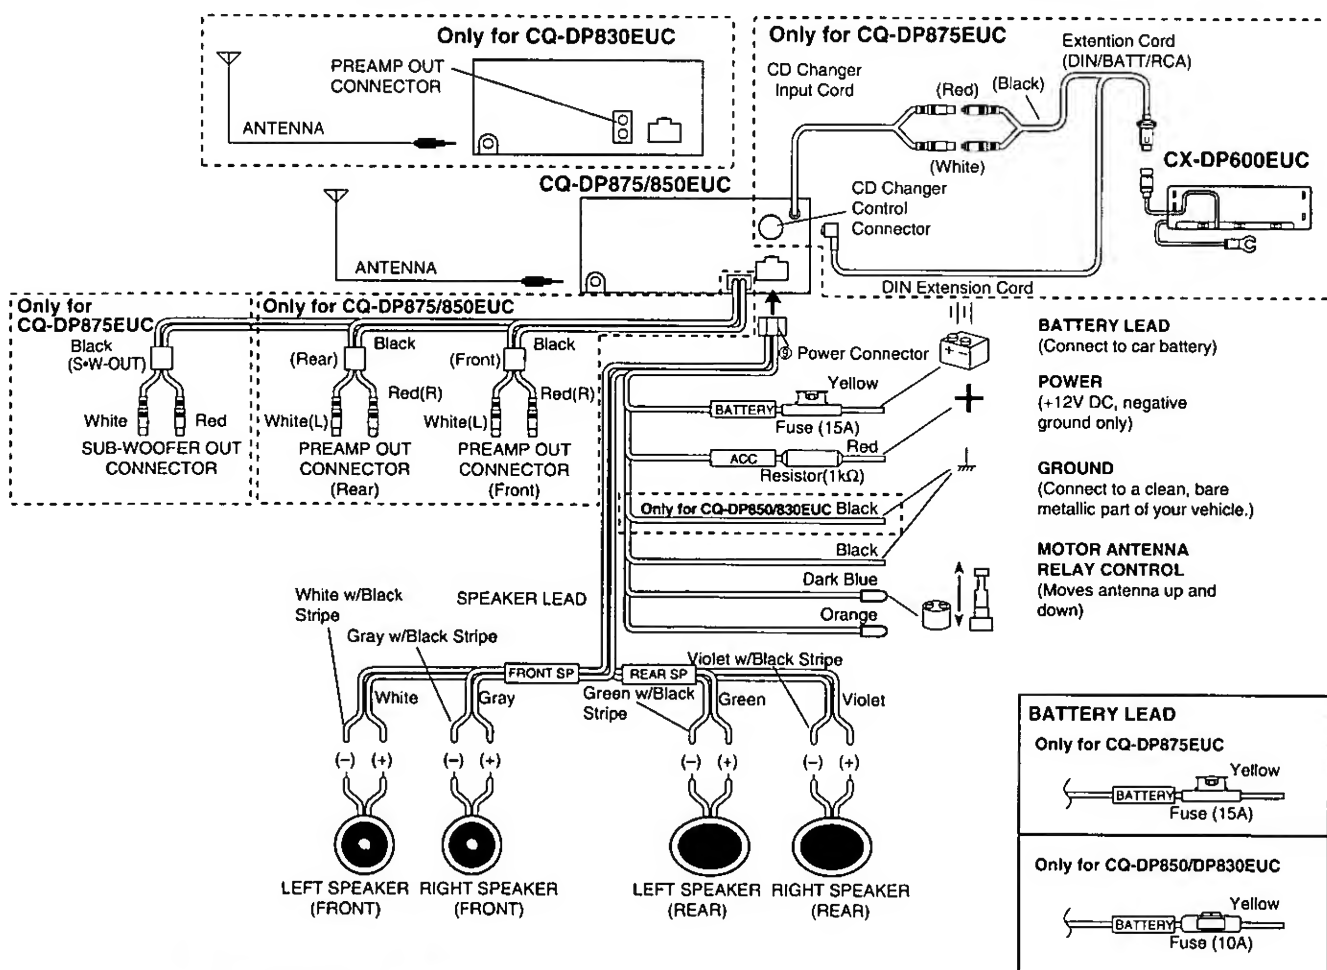 Only for CQ-DP830EUC
PREAMP OUT
CONNECTOR
ANTENNA
Only for CQ-DP875EUC
CD Changer
Input Cord
(Red)
(Black)
(White)
Extention Cord
(DIN/BATT/RCA)
CX-DP600EUC
CD Changer
Control
Connector
DIN Extension Cord
CQ-DP875/850EUC
ANTENNA
Only for
CQ-DP875EUC
Black
(S•W-OUT)
White
Red
SUB-WOOFER OUT
CONNECTOR
Only for CQ-DP875/850EUC
(Rear)
Black
White(L)
Red(R)
PREAMP OUT
CONNECTOR
(Rear)
(Front)
Black
White(L)
Red(R)
PREAMP OUT
CONNECTOR
(Front)
⑨ Power Connector
Yellow
BATTERY
Fuse (15A)
Red
ACC
Resistor(1kΩ)
Only for CQ-DP850/830EUC Black
Black
Dark Blue
Orange
BATTERY LEAD
(Connect to car battery)
POWER
(+12V DC, negative
ground only)
GROUND
(Connect to a clean, bare
metallic part of your vehicle.)
MOTOR ANTENNA
RELAY CONTROL
(Moves antenna up and
down)
SPEAKER LEAD
White w/Black
Stripe
Gray w/Black Stripe
FRONT SP
REAR SP
Violet w/Black Stripe
White
Gray
Green w/Black
Stripe
Green
Violet
(–) (+)
(–) (+)
(–) (+)
(–) (+)
LEFT SPEAKER
(FRONT)
RIGHT SPEAKER
(FRONT)
LEFT SPEAKER
(REAR)
RIGHT SPEAKER
(REAR)
BATTERY LEAD
Only for CQ-DP875EUC
Yellow
BATTERY
Fuse (15A)
Only for CQ-DP850/DP830EUC
Yellow
BATTERY
Fuse (10A)